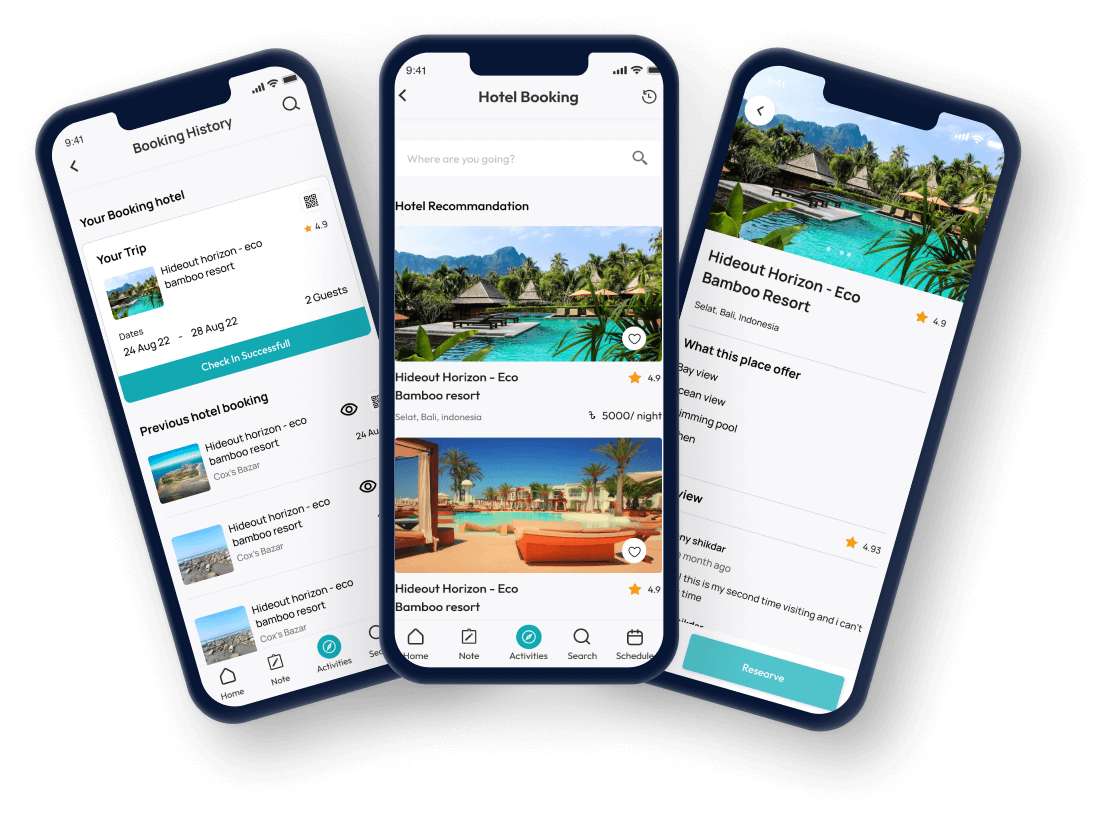 9:41
Booking History
Your Booking hotel
Your Trip
4.9
Hideout horizon - eco
bamboo resort
Dates
2 Guests
24 Aug 22 - 28 Aug 22
Check In Successfull
Previous hotel booking
Hideout horizon - eco
bamboo resort
Cox's Bazar
24 Au
Hideout horizon - eco
bamboo resort
Cox's Bazar
Hideout horizon - eco
bamboo resort
Cox's Bazar
Home
Note
Activities
Sea
9:41
Hotel Booking
Where are you going?
Hotel Recommandation
Hideout Horizon - Eco
Bamboo resort
4.9
Selat, Bali, indonesia
৳ 5000/ night
Hideout Horizon - Eco
Bamboo resort
4.9
Home
Note
Activities
Search
Schedule
9:41
Hideout Horizon - Eco
Bamboo Resort
4.9
Selat, Bali, Indonesia
What this place offer
Bay view
cean view
imming pool
hen
view
4.93
ny shikdar
month ago
this is my second time visiting and i can't
time
Researve